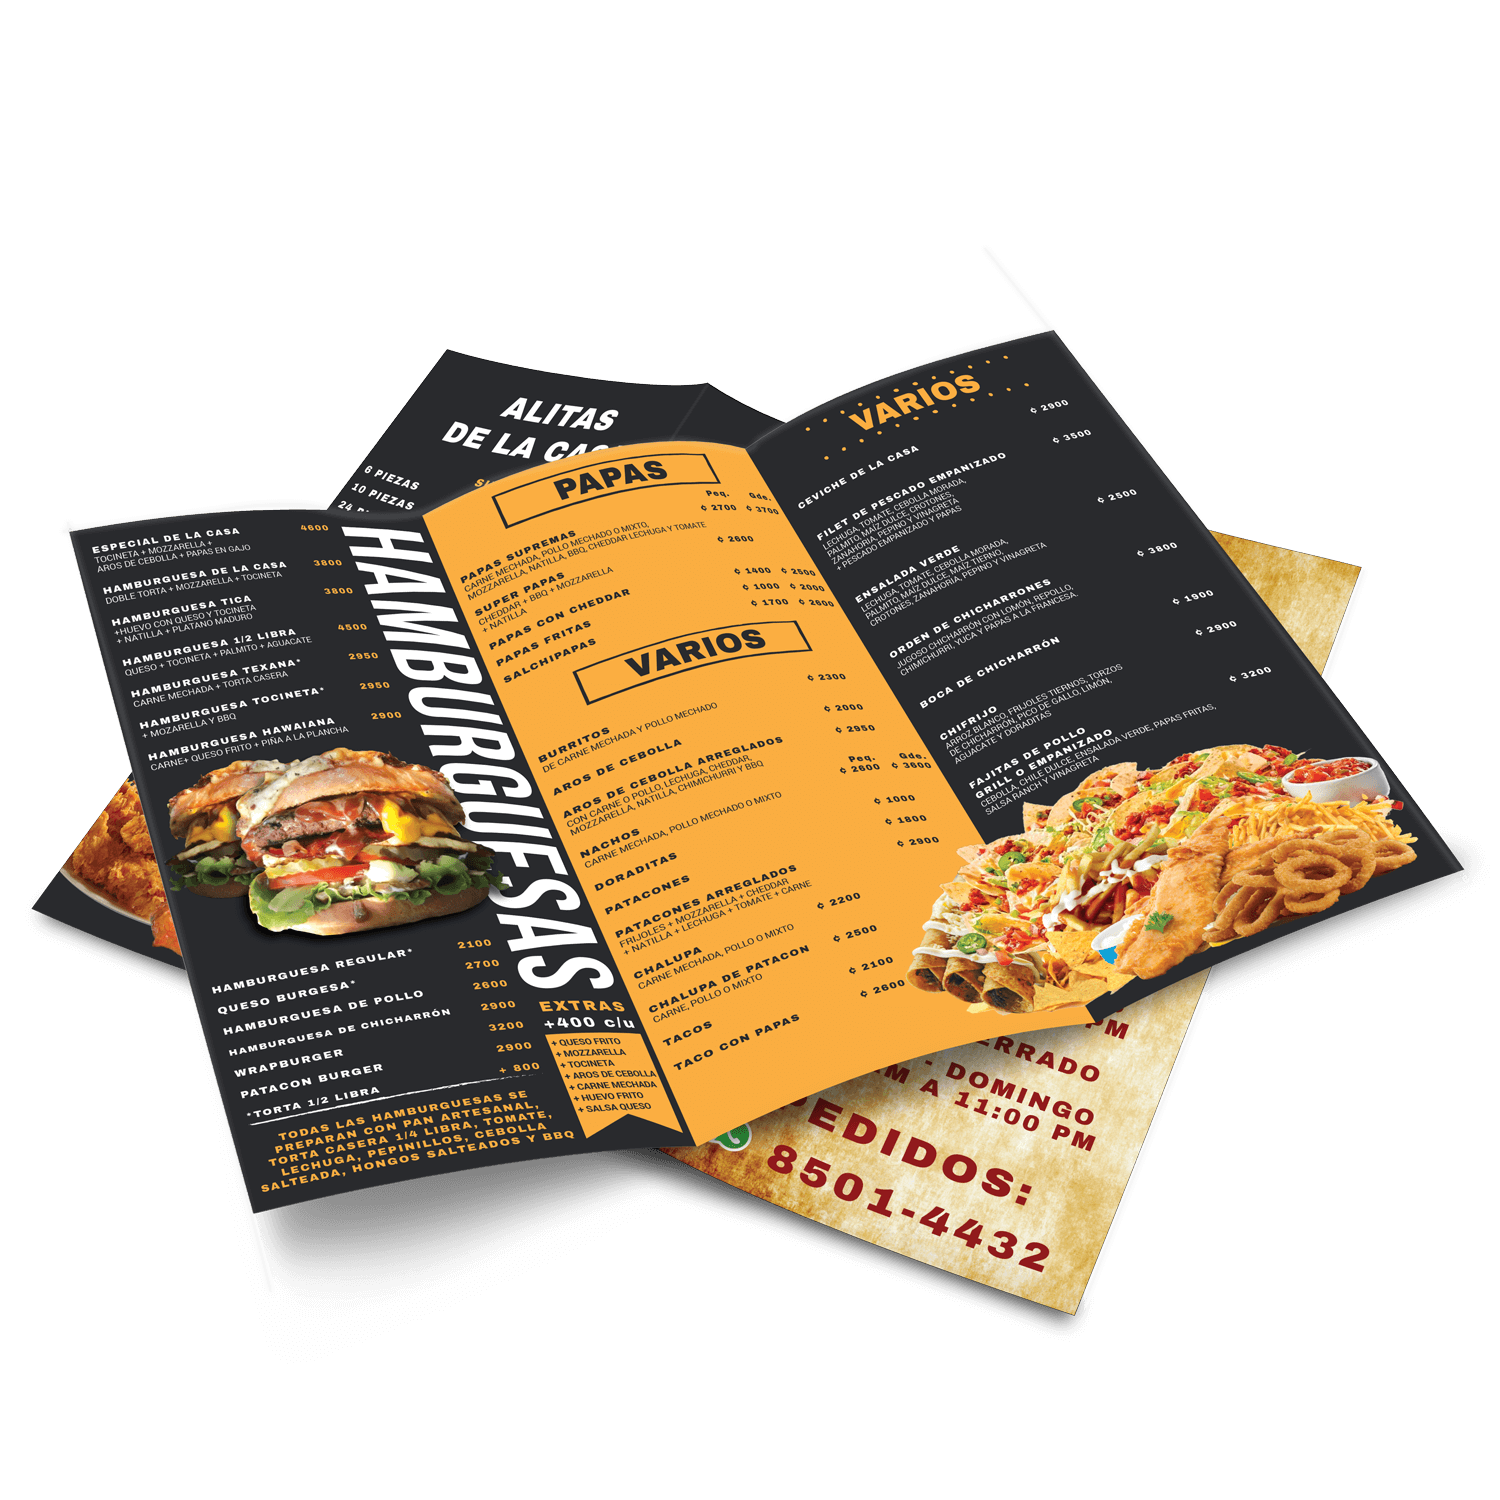 ALITAS
DE LA CAS
6 PIEZAS
10 PIEZAS
24
ESPECIAL DE LA CASA 4600
TOCINETA + MOZZARELLA +
AROS DE CEBOLLA + PAPAS EN GAJO
HAMBURGUESA DE LA CASA 3800
DOBLE TORTA + MOZZARELLA + TOCINETA
HAMBURGUESA TICA 3800
+HUEVO CON QUESO Y TOCINETA
+ NATILLA + PLATANO MADURO
HAMBURGUESA 1/2 LIBRA 4500
QUESO + TOCINETA + PALMITO + AGUACATE
HAMBURGUESA TEXANA* 2950
CARNE MECHADA + TORTA CASERA
HAMBURGUESA TOCINETA* 2950
+ MOZARELLA Y BBQ
HAMBURGUESA HAWAIANA 2900
CARNE+ QUESO FRITO + PIÑA A LA PLANCHA
HAMBURGUESAS
HAMBURGUESA REGULAR* 2100
QUESO BURGESA* 2700
HAMBURGUESA DE POLLO 2600
HAMBURGUESA DE CHICHARRÓN 2900
WRAPBURGER 3200
PATACON BURGER 2900
*TORTA 1/2 LIBRA + 800
TODAS LAS HAMBURGUESAS SE
PREPARAN CON PAN ARTESANAL,
TORTA CASERA 1/4 LIBRA, TOMATE,
LECHUGA, PEPINILLOS, CEBOLLA
SALTEADA, HONGOS SALTEADOS Y BBQ
EXTRAS
+400 c/u
+ QUESO FRITO
+ MOZZARELLA
+ TOCINETA
+ AROS DE CEBOLLA
+ CARNE MECHADA
+ HUEVO FRITO
+ SALSA QUESO
PAPAS
Peq. Gde.
PAPAS SUPREMAS ¢ 2700 ¢ 3700
CARNE MECHADA, POLLO MECHADO O MIXTO,
MOZZARELLA, NATILLA, BBQ, CHEDDAR LECHUGA Y TOMATE
SUPER PAPAS ¢ 2600
CHEDDAR + BBQ + MOZZARELLA
+ NATILLA
PAPAS CON CHEDDAR ¢ 1400 ¢ 2500
PAPAS FRITAS ¢ 1000 ¢ 2000
SALCHIPAPAS ¢ 1700 ¢ 2600
VARIOS
BURRITOS ¢ 2300
DE CARNE MECHADA Y POLLO MECHADO
AROS DE CEBOLLA ¢ 2000
AROS DE CEBOLLA ARREGLADOS ¢ 2950
CON CARNE O POLLO, LECHUGA, CHEDDAR,
MOZZARELLA, NATILLA, CHIMICHURRI Y BBQ
Peq. Gde.
NACHOS ¢ 2600 ¢ 3600
CARNE MECHADA, POLLO MECHADO O MIXTO
DORADITAS ¢ 1000
PATACONES ¢ 1800
PATACONES ARREGLADOS ¢ 2900
FRIJOLES + MOZZARELLA + CHEDDAR
+ NATILLA + LECHUGA + TOMATE + CARNE
CHALUPA ¢ 2200
CARNE MECHADA, POLLO O MIXTO
CHALUPA DE PATACON ¢ 2500
CARNE, POLLO O MIXTO
TACOS ¢ 2100
TACO CON PAPAS ¢ 2600
VARIOS
CEVICHE DE LA CASA ¢ 2900
FILET DE PESCADO EMPANIZADO ¢ 3500
LECHUGA, TOMATE, CEBOLLA MORADA,
PALMITO, MAIZ DULCE, CROTONES,
ZANAHORIA, PEPINO Y VINAGRETA
+ PESCADO EMPANIZADO Y PAPAS
ENSALADA VERDE ¢ 2500
LECHUGA, TOMATE, CEBOLLA MORADA,
PALMITO, MAIZ DULCE, MAIZ TIERNO,
CROTONES, ZANAHORIA, PEPINO Y VINAGRETA
ORDEN DE CHICHARRONES ¢ 3800
JUGOSO CHICHARRÓN CON LOMÓN, REPOLLO,
CHIMICHURRI, YUCA Y PAPAS A LA FRANCESA.
BOCA DE CHICHARRÓN ¢ 1900
CHIFRIJO ¢ 2900
ARROZ BLANCO, FRIJOLES TIERNOS, TORZOS
DE CHICHARRÓN, PICO DE GALLO, LIMÓN,
AGUACATE Y DORADITAS
FAJITAS DE POLLO
GRILL O EMPANIZADO ¢ 3200
CEBOLLA, CHILE DULCE, ENSALADA VERDE, PAPAS FRITAS,
SALSA RANCH Y VINAGRETA
PM
ERRADO
- DOMINGO
AM A 11:00 PM
PEDIDOS:
8501-4432